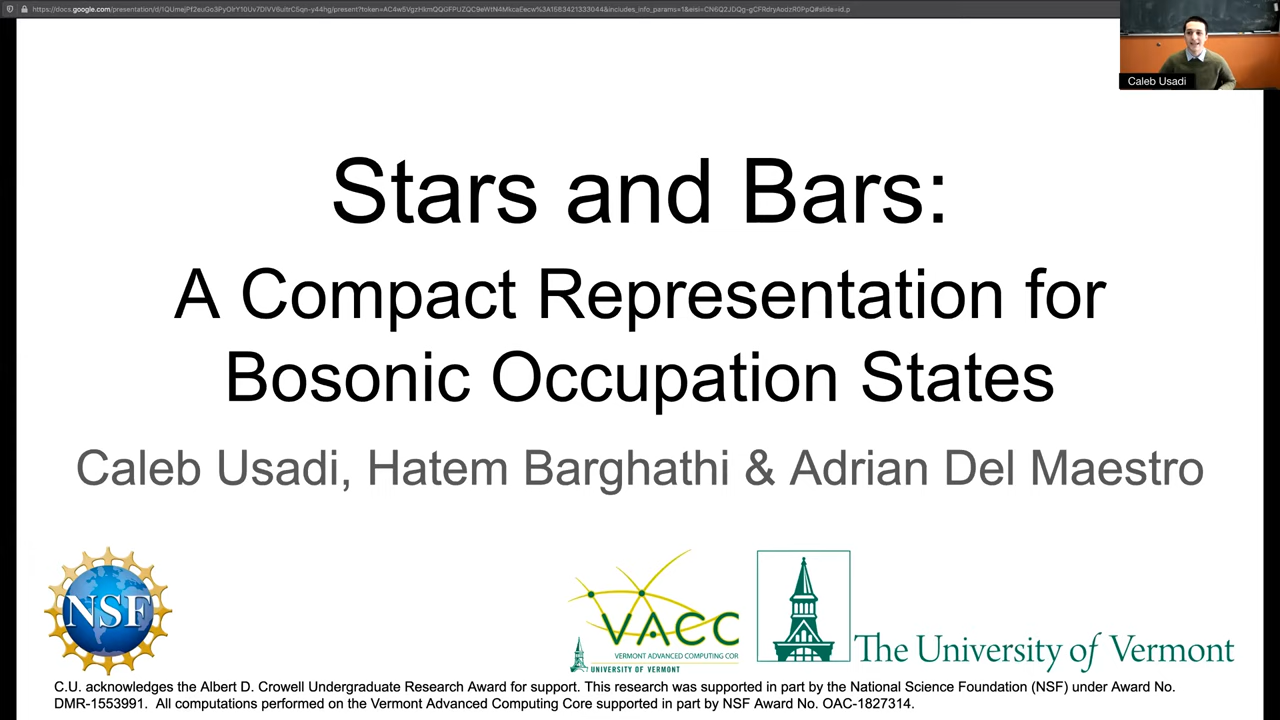 Caleb Usadi
Stars and Bars:
A Compact Representation for
Bosonic Occupation States
Caleb Usadi, Hatem Barghathi & Adrian Del Maestro
NSF
VACC
VERMONT ADVANCED COMPUTING COR
UNIVERSITY OF VERMONT
The University of Vermont
C.U. acknowledges the Albert D. Crowell Undergraduate Research Award for support. This research was supported in part by the National Science Foundation (NSF) under Award No.
DMR-1553991. All computations performed on the Vermont Advanced Computing Core supported in part by NSF Award No. OAC-1827314.